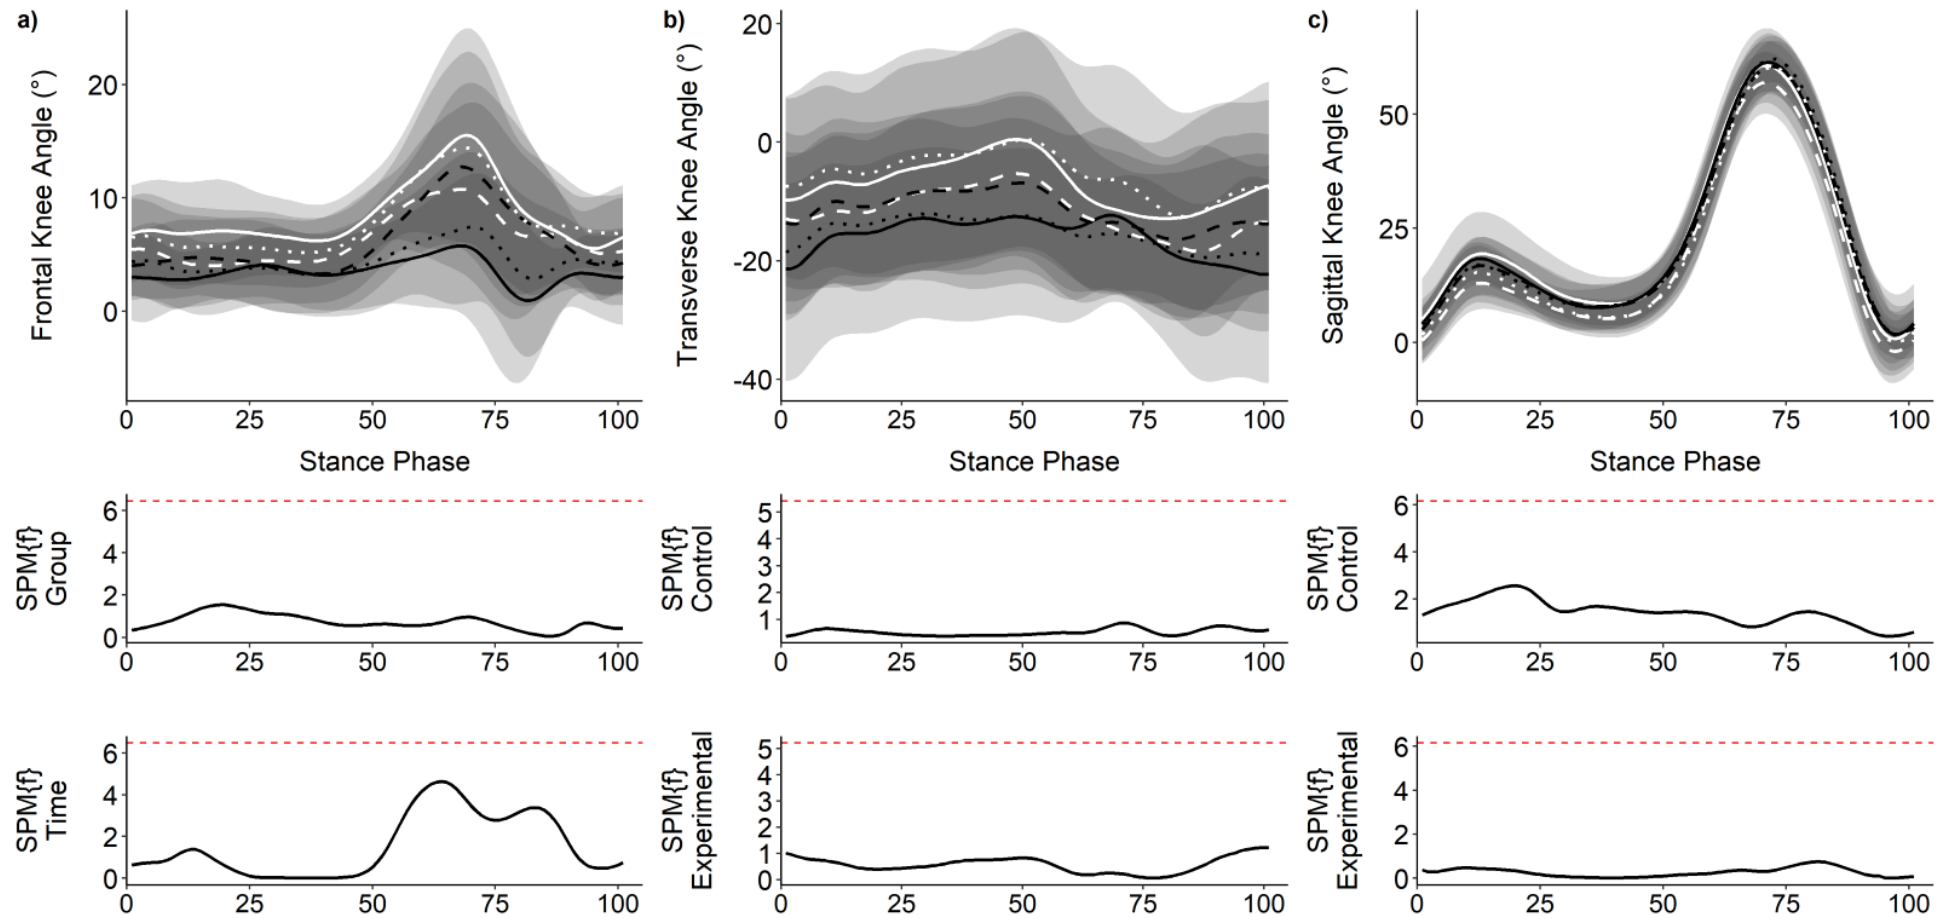 a)
Frontal Knee Angle (°)
20
10
0
0 25 50 75 100
Stance Phase
b)
Transverse Knee Angle (°)
20
0
-20
-40
0 25 50 75 100
Stance Phase
c)
Sagittal Knee Angle (°)
50
25
0
0 25 50 75 100
Stance Phase
SPM{f}
Group
6
4
2
0
0 25 50 75 100
SPM{f}
Control
5
4
3
2
1
0 25 50 75 100
SPM{f}
Control
6
4
2
0 25 50 75 100
SPM{f}
Time
6
4
2
0
0 25 50 75 100
SPM{f}
Experimental
5
4
3
2
1
0
0 25 50 75 100
SPM{f}
Experimental
6
4
2
0
0 25 50 75 100